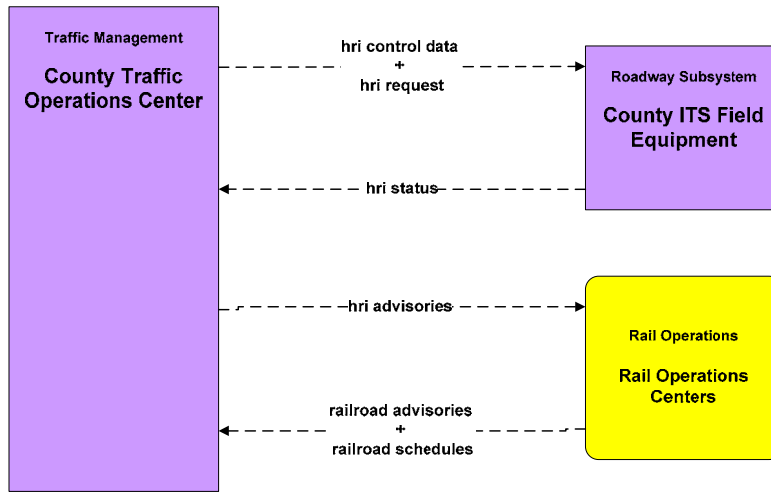 Traffic Management
County Traffic
Operations Center
hri control data
+
hri request
Roadway Subsystem
County ITS Field
Equipment
hri status
hri advisories
Rail Operations
Rail Operations
Centers
railroad advisories
+
railroad schedules